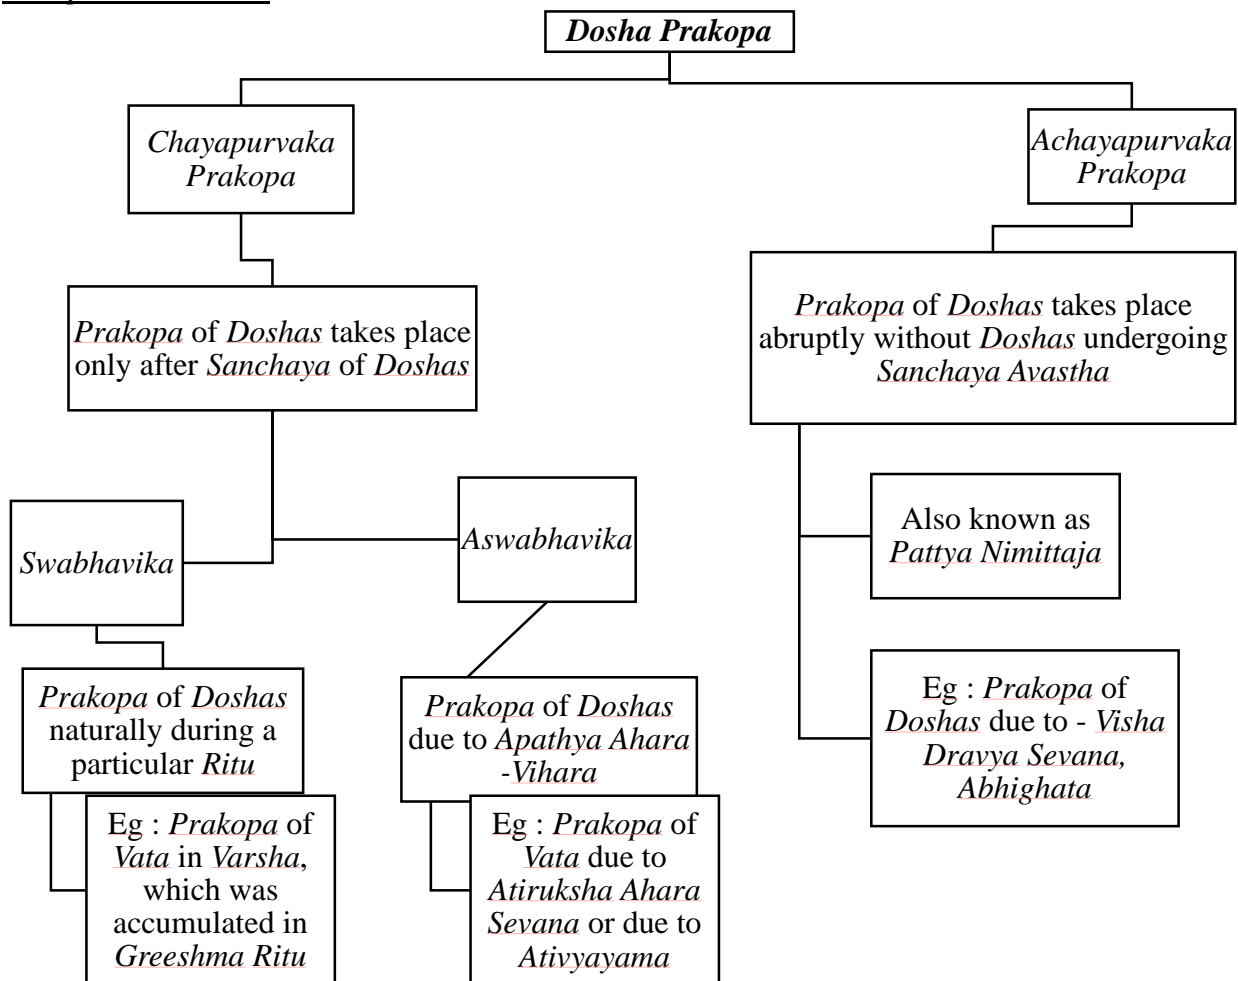 Dosha Prakopa
Chayapurvaka
Prakopa
Achayapurvaka
Prakopa
Prakopa of Doshas takes place
only after Sanchaya of Doshas
Prakopa of Doshas takes place
abruptly without Doshas undergoing
Sanchaya Avastha
Swabhavika
Aswabhavika
Also known as
Pattya Nimittaja
Prakopa of Doshas
naturally during a
particular Ritu
Prakopa of Doshas
due to Apathya Ahara
-Vihara
Eg : Prakopa of
Doshas due to - Visha
Dravya Sevana,
Abhighata
Eg : Prakopa of
Vata in Varsha,
which was
accumulated in
Greeshma Ritu
Eg : Prakopa of
Vata due to
Atiruksha Ahara
Sevana or due to
Ativyayama